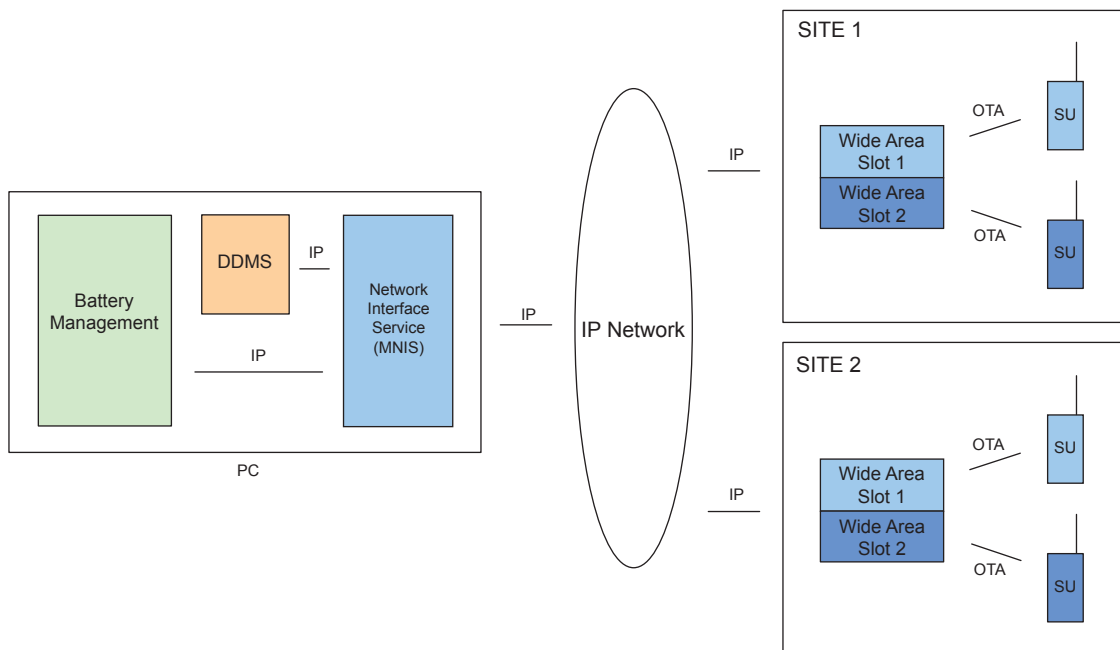 Battery
Management
DDMS
IP
Network
Interface
Service
(MNIS)
IP
PC
IP
IP Network
IP
SITE 1
Wide Area
Slot 1
Wide Area
Slot 2
OTA
SU
OTA
SU
IP
SITE 2
Wide Area
Slot 1
Wide Area
Slot 2
OTA
SU
OTA
SU